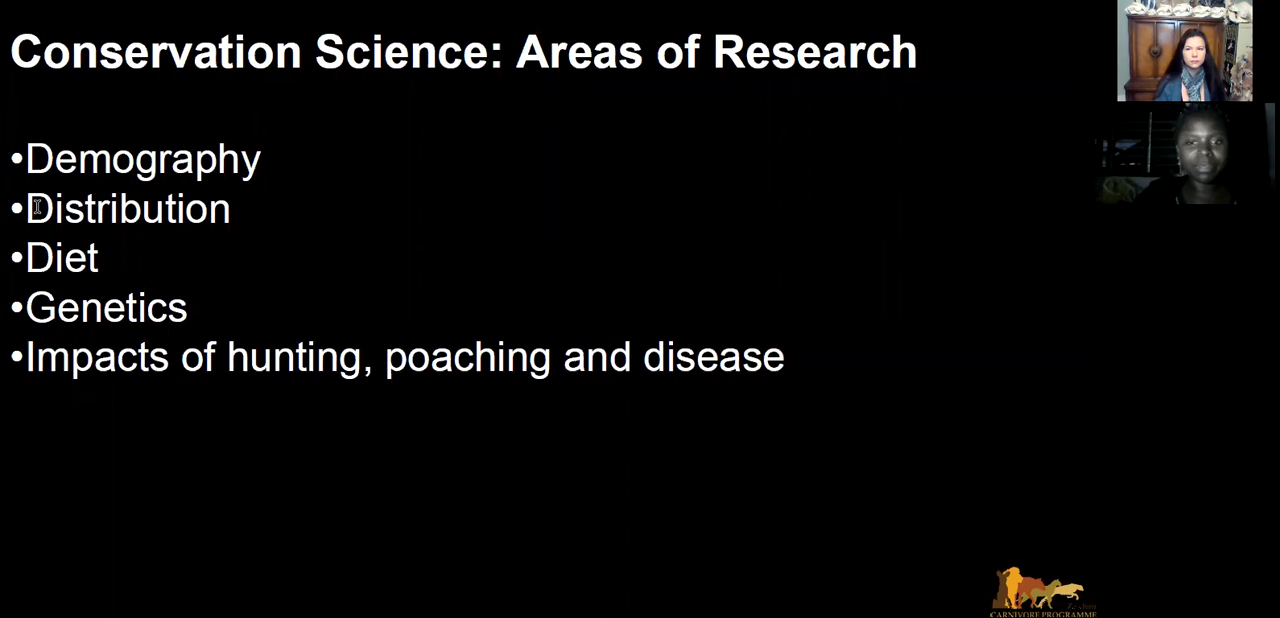 Conservation Science: Areas of Research
•Demography
•Distribution
•Diet
•Genetics
•Impacts of hunting, poaching and disease
CARNIVORE PROGRAMME